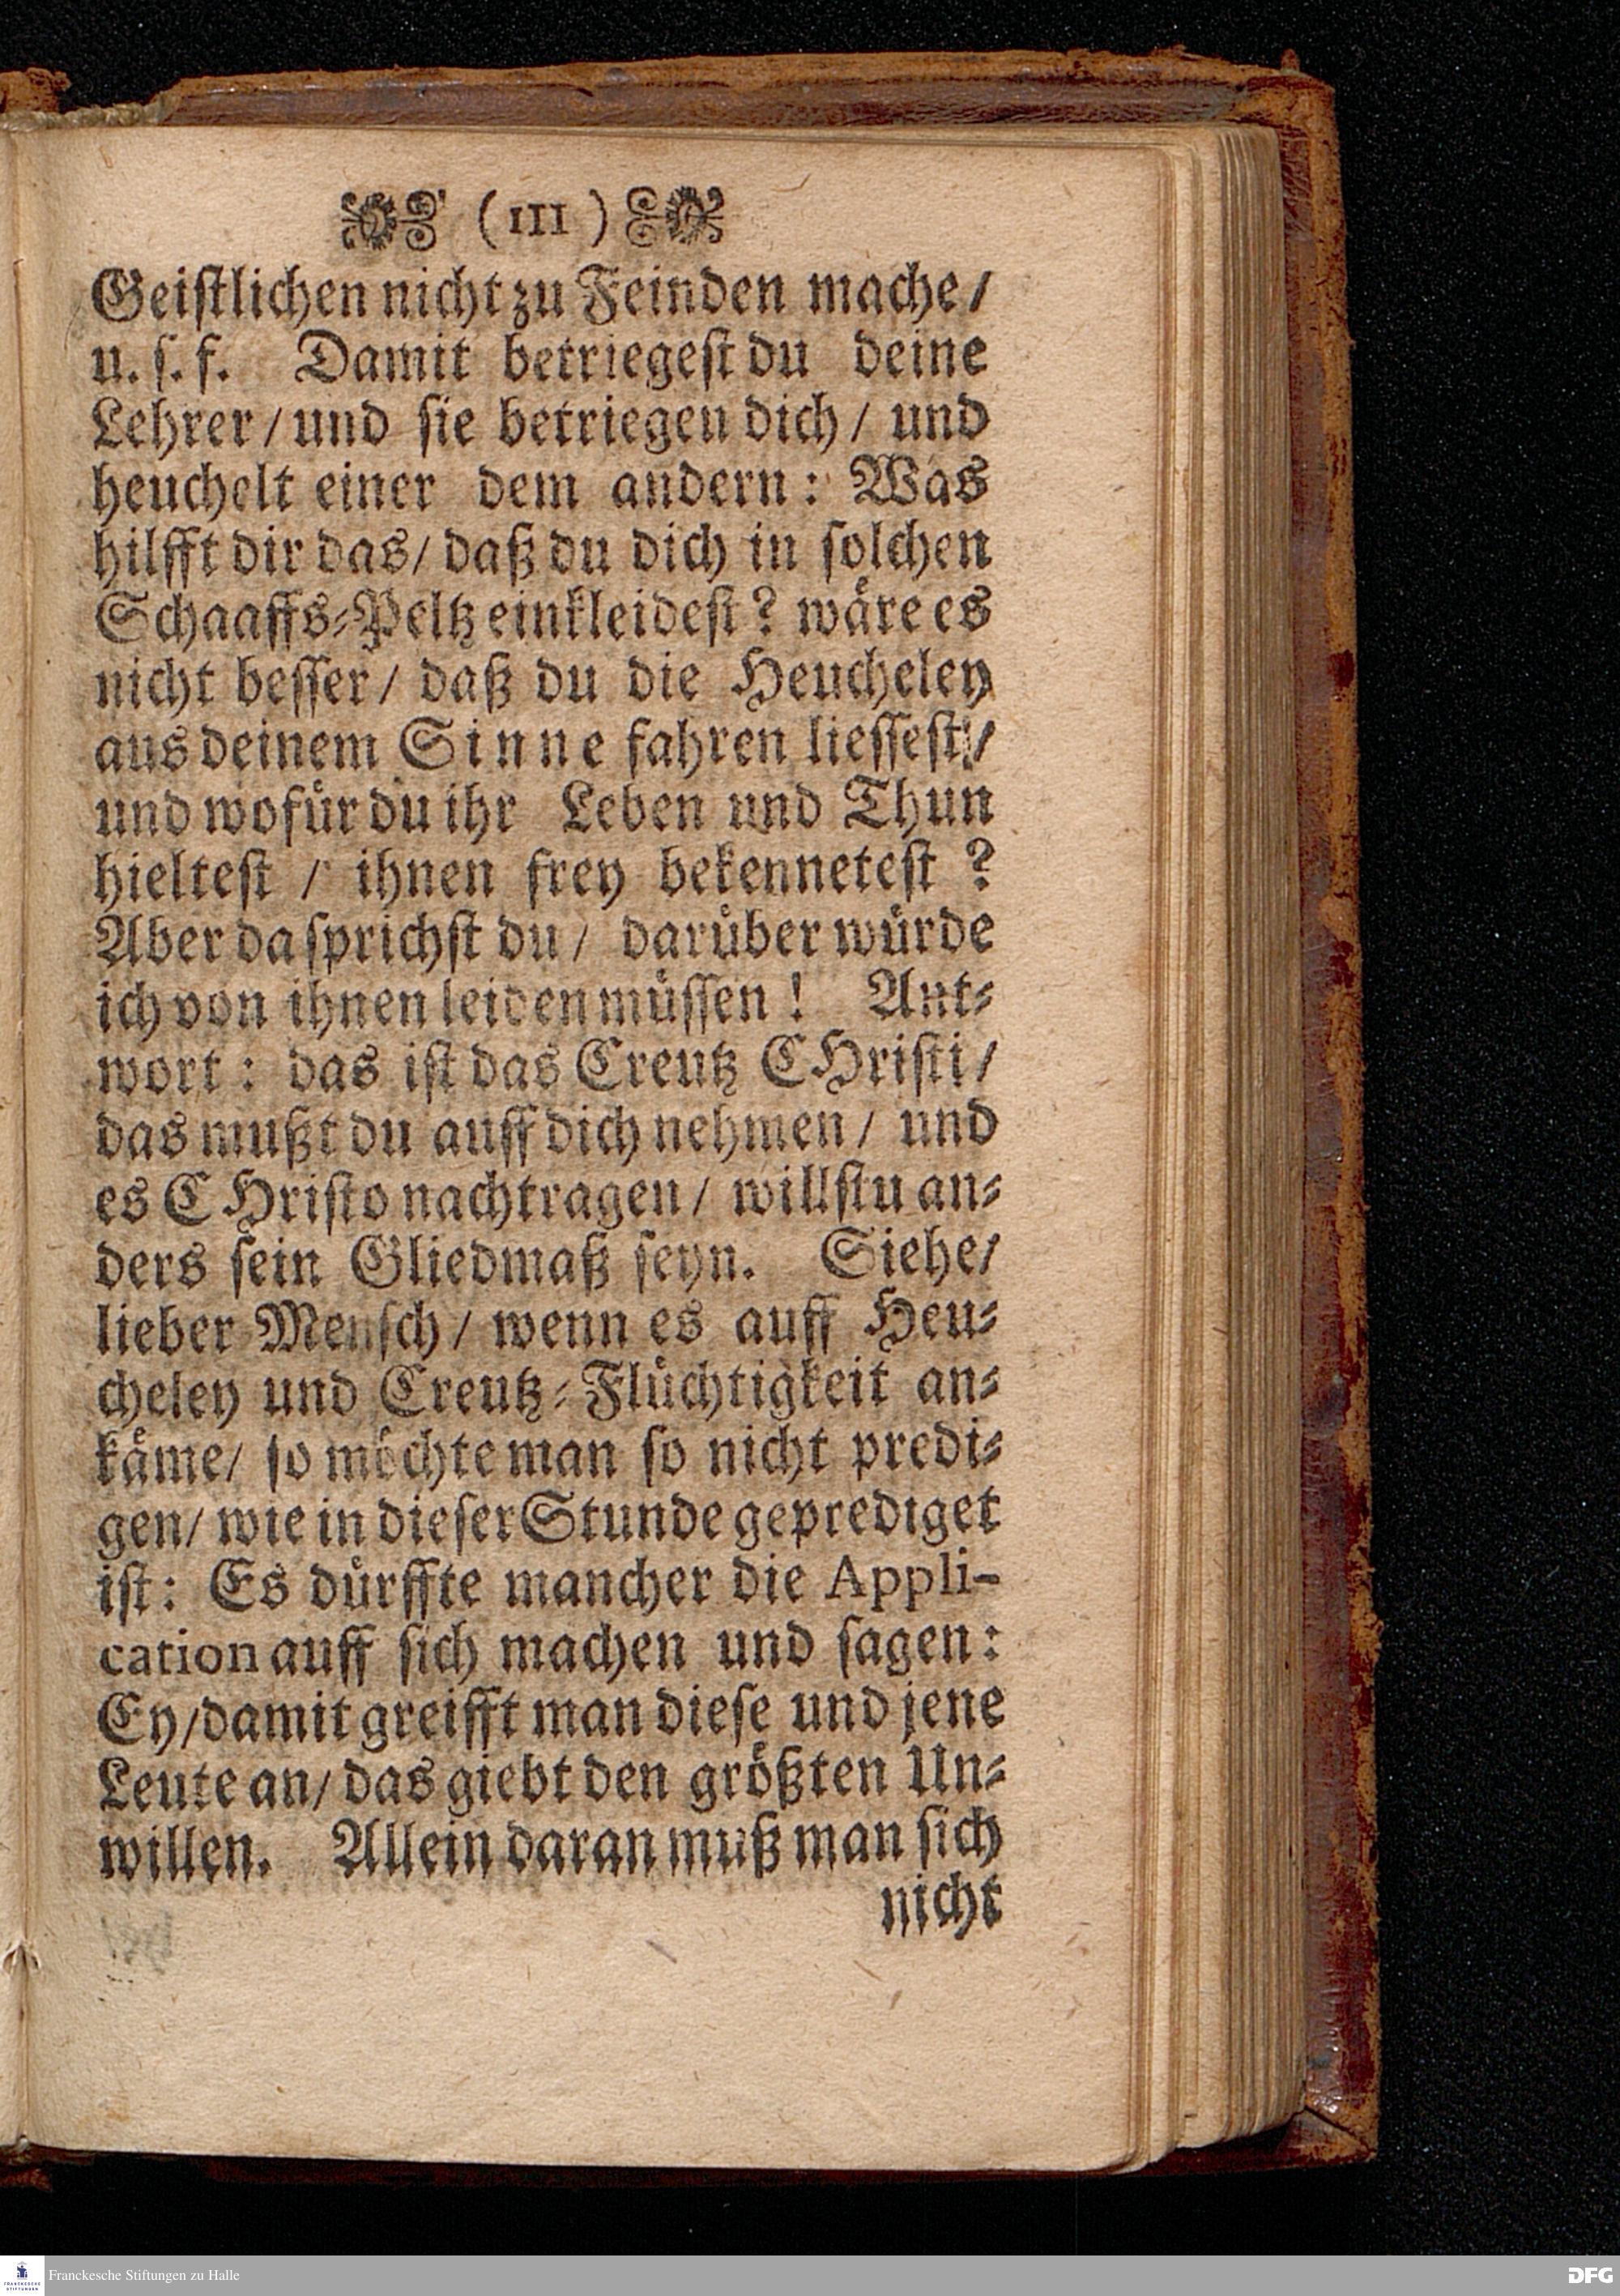 (111)
Geistlichen nicht zu Feinden mache/
u. s. f. Damit betriegest du deine
Lehrer/ und sie betriegen dich/ und
heuchelt einer dem andern: Was
hilfft dir das/ daß du dich in solchen
Schaaffs-Peltz einkleidest? wäre es
nicht besser/ daß du die Heucheley
aus deinem Sinne fahren liessest/
und wofür du ihr Leben und Thun
hieltest / ihnen frey bekennetest ?
Aber da sprichst du/ darüber würde
ich von ihnen leiden müssen! Ant-
wort: das ist das Creutz CHristi/
das mußt du auff dich nehmen/ und
es CHristo nachtragen/ willstu an-
ders sein Gliedmaß seyn. Siehe/
lieber Mensch/ wenn es auff Heu-
cheley und Creutz-Flüchtigkeit an-
käme/ so möchte man so nicht predi-
gen/ wie in dieser Stunde geprediget
ist: Es dürffte mancher die Appli-
cation auff sich machen und sagen:
Ey/damit greifft man diese und jene
Leute an/ das giebt den größten Un-
willen. Allein daran muß man sich
nicht
FRANCKESCHE STIFTUNGEN
Franckesche Stiftungen zu Halle
DFG